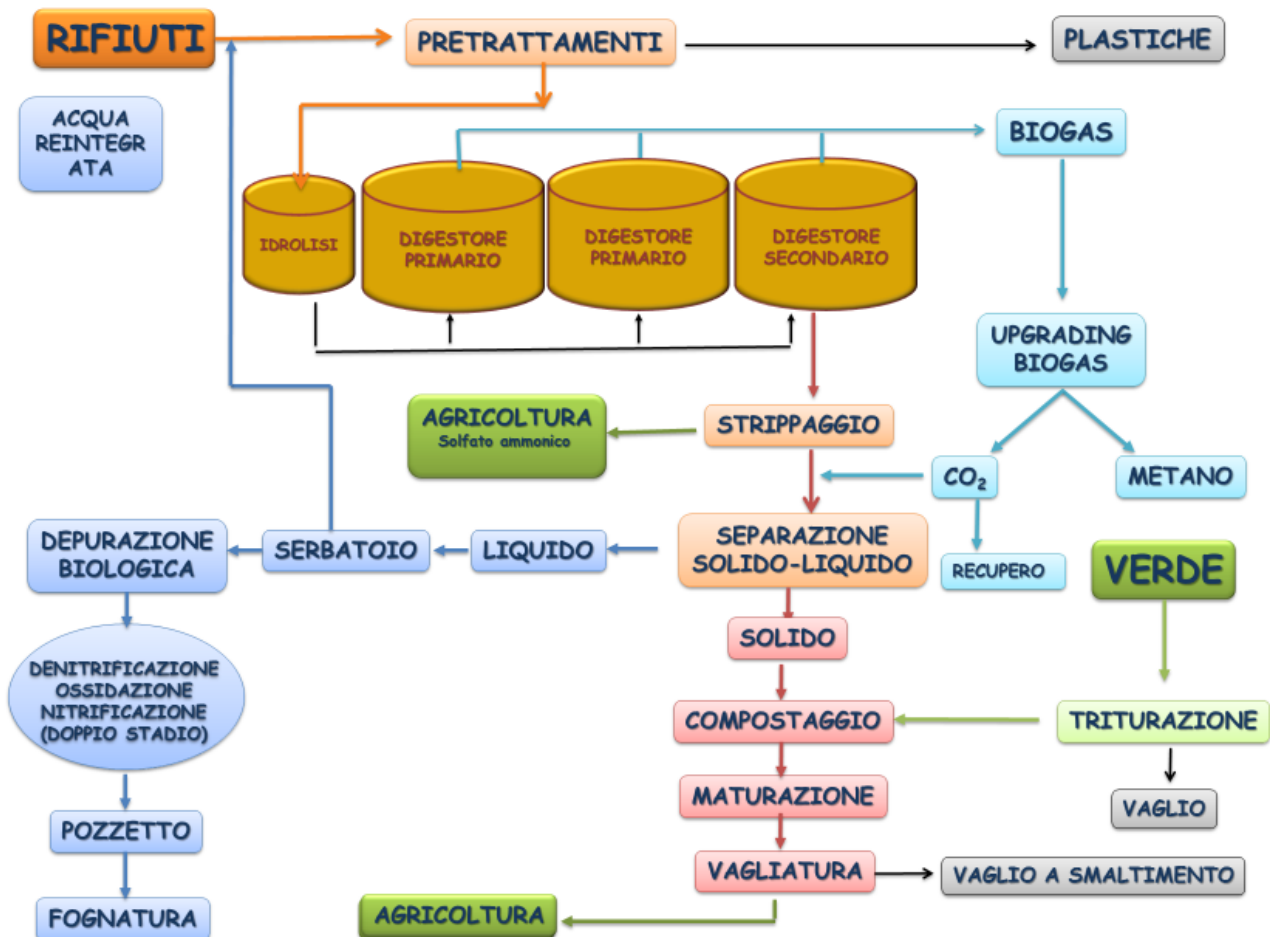 RIFIUTI
PRETRATTAMENTI
PLASTICHE
ACQUA
REINTEGR
ATA
BIOGAS
IDROLISI
DIGESTORE
PRIMARIO
DIGESTORE
PRIMARIO
DIGESTORE
SECONDARIO
UPGRADING
BIOGAS
AGRICOLTURA
Solfato ammonico
STRIPPAGGIO
CO₂
METANO
DEPURAZIONE
BIOLOGICA
SERBATOIO
LIQUIDO
SEPARAZIONE
SOLIDO-LIQUIDO
RECUPERO
VERDE
SOLIDO
DENITRIFICAZIONE
OSSIDAZIONE
NITRIFICAZIONE
(DOPPIO STADIO)
COMPOSTAGGIO
TRITURAZIONE
MATURAZIONE
VAGLIO
POZZETTO
VAGLIATURA
VAGLIO A SMALTIMENTO
FOGNATURA
AGRICOLTURA